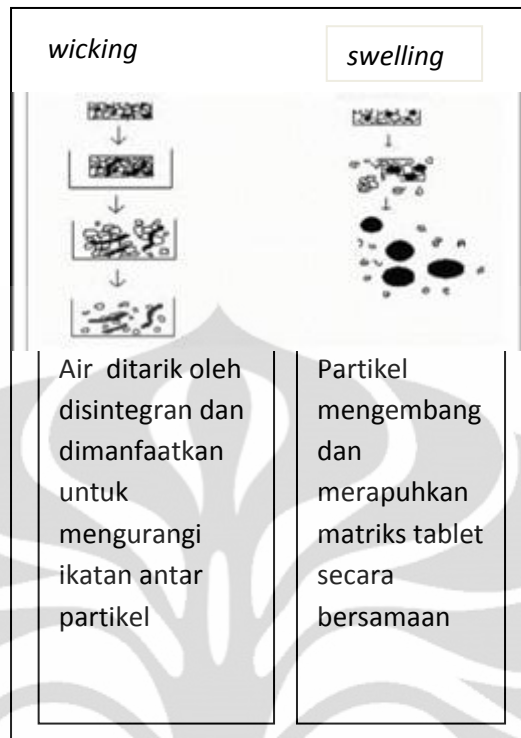 wicking
swelling
Air ditarik oleh
disintegran dan
dimanfaatkan
untuk
mengurangi
ikatan antar
partikel
Partikel
mengembang
dan
merapuhkan
matriks tablet
secara
bersamaan